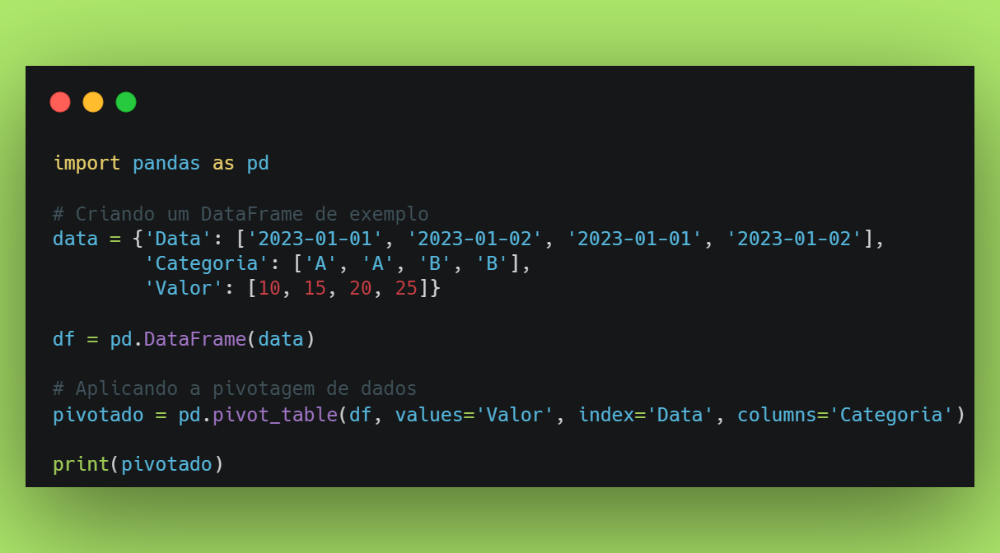 import pandas as pd
# Criando um DataFrame de exemplo
data = {'Data': ['2023-01-01', '2023-01-02', '2023-01-01', '2023-01-02'],
        'Categoria': ['A', 'A', 'B', 'B'],
        'Valor': [10, 15, 20, 25]}
df = pd.DataFrame(data)
# Aplicando a pivotagem de dados
pivotado = pd.pivot_table(df, values='Valor', index='Data', columns='Categoria')
print(pivotado)